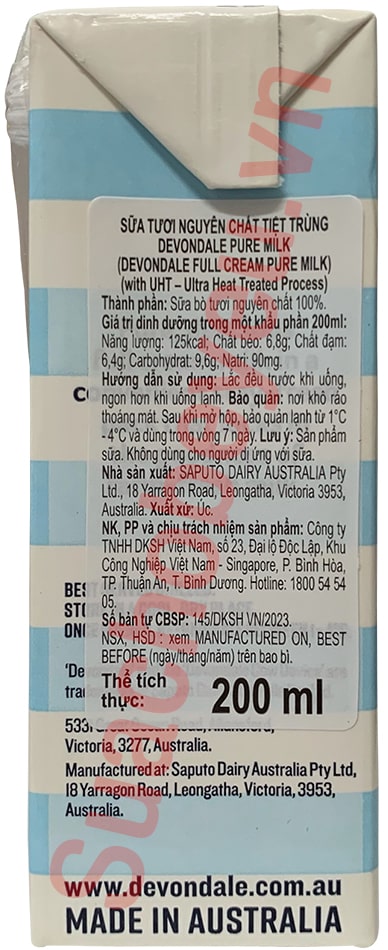 SỮA TƯƠI NGUYÊN CHẤT TIỆT TRÙNG
DEVONDALE PURE MILK
(DEVONDALE FULL CREAM PURE MILK)
(with UHT – Ultra Heat Treated Process)
Thành phần: Sữa bò tươi nguyên chất 100%.
Giá trị dinh dưỡng trong một khẩu phần 200ml:
Năng lượng: 125kcal; Chất béo: 6,8g; Chất đạm:
6,4g; Carbohydrat: 9,6g; Natri: 90mg.
Hướng dẫn sử dụng: Lắc đều trước khi uống,
ngon hơn khi uống lạnh. Bảo quản: nơi khô ráo
thoáng mát. Sau khi mở hộp, bảo quản lạnh từ 1°C
- 4°C và dùng trong vòng 7 ngày. Lưu ý: Sản phẩm
sữa. Không dùng cho người dị ứng với sữa.
Nhà sản xuất: SAPUTO DAIRY AUSTRALIA Pty
Ltd., 18 Yarragon Road, Leongatha, Victoria 3953,
Australia. Xuất xứ: Úc.
NK, PP và chịu trách nhiệm sản phẩm: Công ty
TNHH DKSH Việt Nam, số 23, Đại lộ Độc Lập, Khu
Công Nghiệp Việt Nam - Singapore, P. Bình Hòa,
TP. Thuận An, T. Bình Dương. Hotline: 1800 54 54
05.
Số bản tự CBSP: 145/DKSH VN/2023.
NSX, HSD : xem MANUFACTURED ON, BEST
BEFORE (ngày/tháng/năm) trên bao bì.
Thể tích
thực: 200 ml
Victoria, 3277, Australia.
Manufactured at: Saputo Dairy Australia Pty Ltd,
18 Yarragon Road, Leongatha, Victoria, 3953,
Australia.
www.devondale.com.au
MADE IN AUSTRALIA